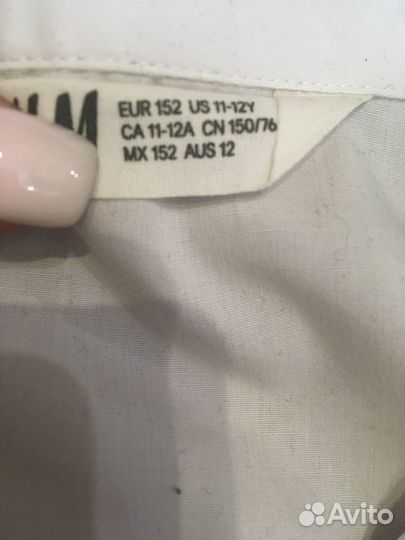 EUR 152 US 11-12Y
CA 11-12A CN 150/76
MX 152 AUS 12
Avito